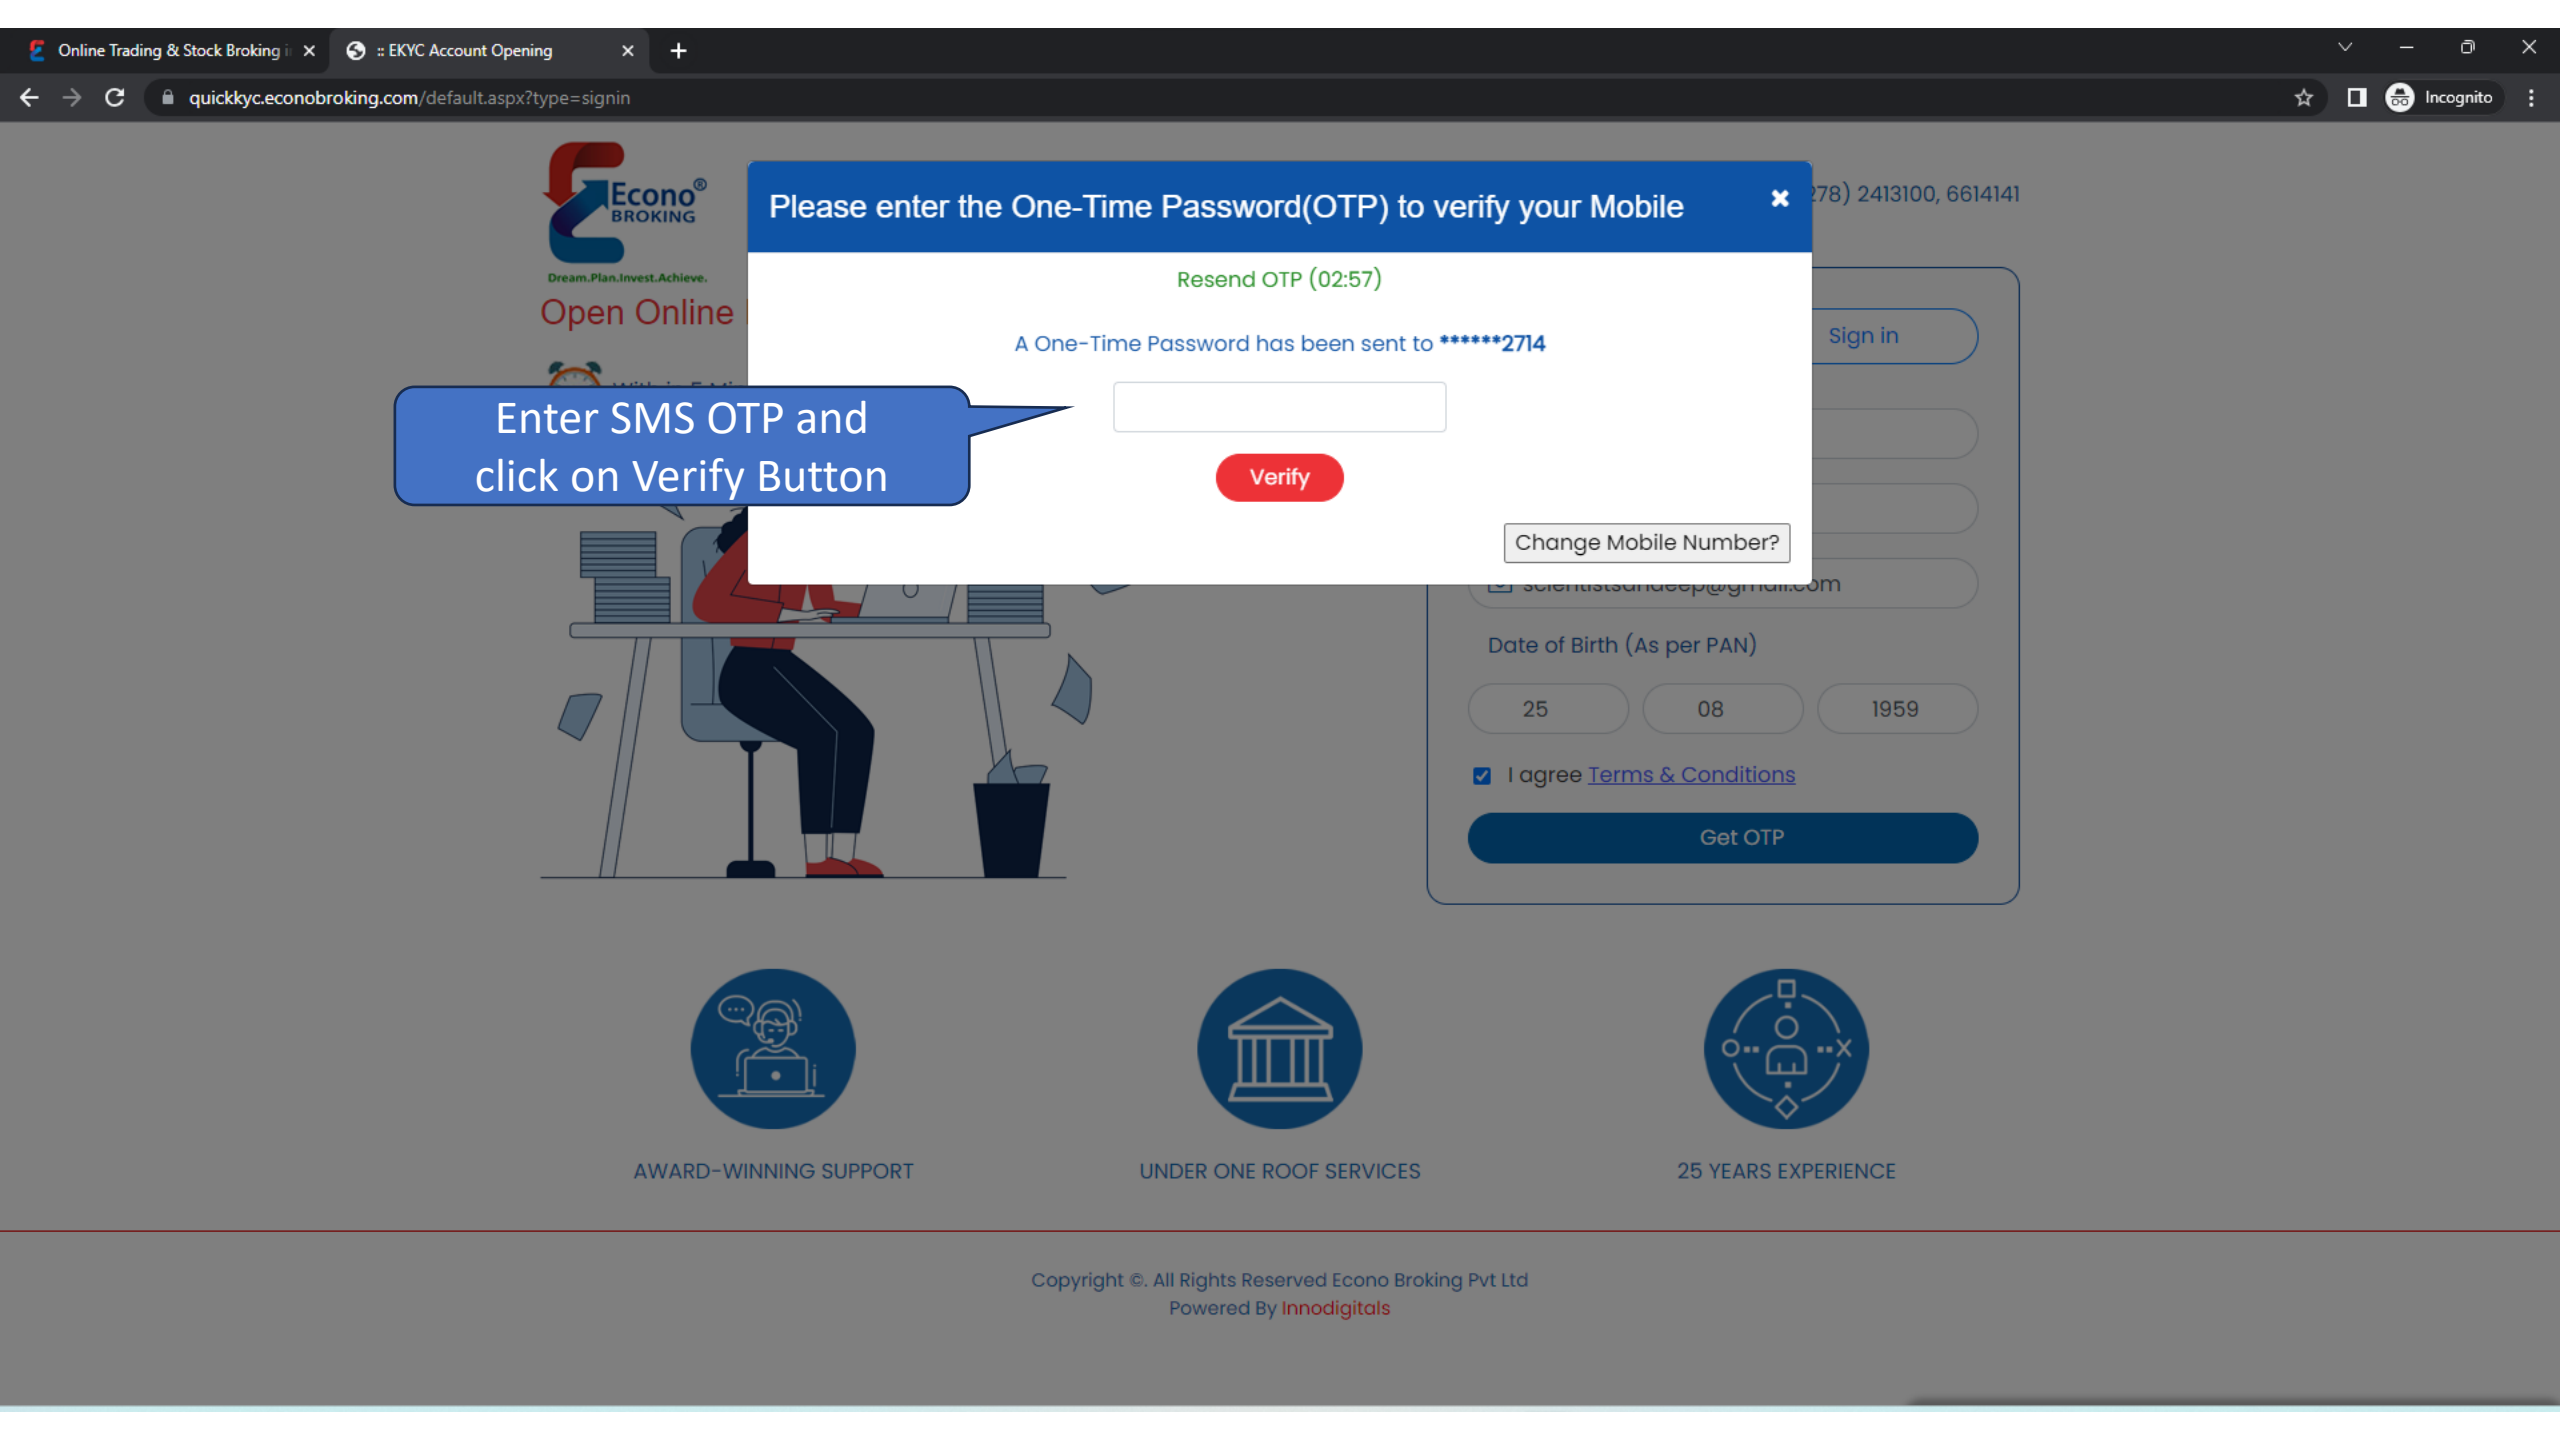 Online Trading & Stock Broking i
:: EKYC Account Opening
quickkyc.econobroking.com/default.aspx?type=signin
Incognito
Econo®
BROKING
Dream.Plan.Invest.Achieve.
Please enter the One-Time Password(OTP) to verify your Mobile
278) 2413100, 6614141
Resend OTP (02:57)
Open Online
A One-Time Password has been sent to ******2714
Sign in
Enter SMS OTP and
click on Verify Button
Verify
Change Mobile Number?
scientistsandeep@gmail.com
Date of Birth (As per PAN)
25 08 1959
I agree Terms & Conditions
Get OTP
AWARD-WINNING SUPPORT
UNDER ONE ROOF SERVICES
25 YEARS EXPERIENCE
Copyright ©. All Rights Reserved Econo Broking Pvt Ltd
Powered By Innodigitals